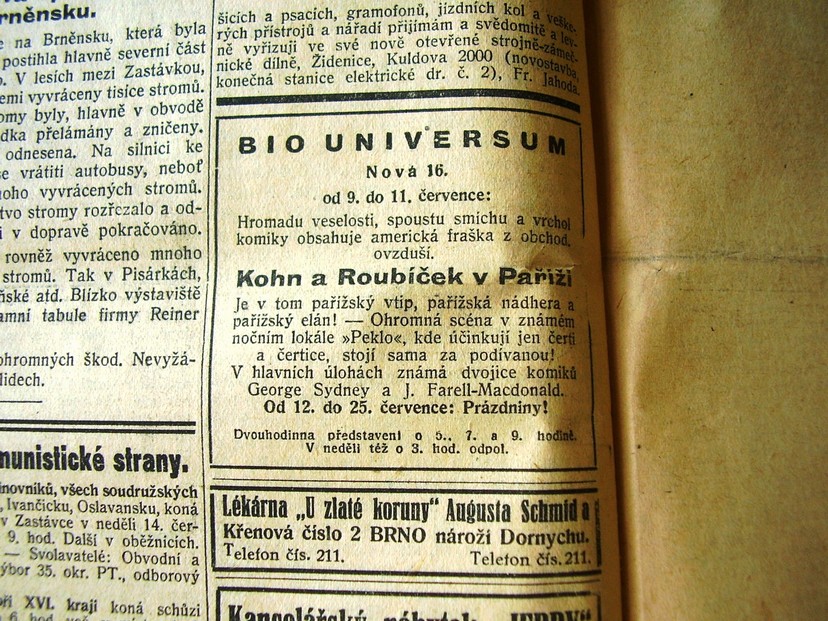 rněnsku.
e na Brněnsku, která byla
postihla hlavně severní část
V lesích mezi Zastávkou,
emi vyvráceny tisíce stromů.
omy byly, hlavně v obvodě
dka přelámány a zničeny.
odnesena. Na silnici ke
se vrátiti autobusy, neboť
noho vyvrácených stromů.
tvo stromy rozřezalo a od-
i v dopravě pokračováno.
rovněž vyvráceno mnoho
stromů. Tak v Pisárkách,
ňské atd. Blízko výstaviště
amní tabule firmy Reiner
ohromných škod. Nevyžá-
lidech.
munistické strany.
inovníků, všech soudružských
, Ivančicku, Oslavansku, koná
v Zastávce v neděli 14. čer-
9. hod. Další v oběžnících.
— Svolavatelé: Obvodní a
ýbor 35. okr. PT., odborový
XVI. kraji koná schůzi
šicích a psacích, gramofonů, jízdních kol a veške-
rých přístrojů a nářadí přijímám a svědomitě a lev-
ně vyřizuji ve své nově otevřené strojně-zámeč-
nické dílně, Židenice, Kuldova 2000 (novostavba,
konečná stanice elektrické dr. č. 2), Fr. Jahoda.
BIO UNIVERSUM
Nová 16.
od 9. do 11. července:
Hromadu veselosti, spoustu smíchu a vrchol
komiky obsahuje americká fraška z obchod.
ovzduší.
Kohn a Roubíček v Paříži
Je v tom pařížský vtip, pařížská nádhera a
pařížský elán! — Ohromná scéna v známém
nočním lokále »Peklo«, kde účinkují jen čerti
a čertice, stojí sama za podívanou!
V hlavních úlohách známá dvojice komiků
George Sydney a J. Farell-Macdonald.
Od 12. do 25. července: Prázdniny!
Dvouhodinná představení o 5., 7. a 9. hodině.
V neděli též o 3. hod. odpol.
Lékárna „U zlaté koruny" Augusta Schmida
Křenová číslo 2 BRNO nároží Dornychu.
Telefon čís. 211. Telefon čís. 211.
Kancelářský nábytek „JERRY"